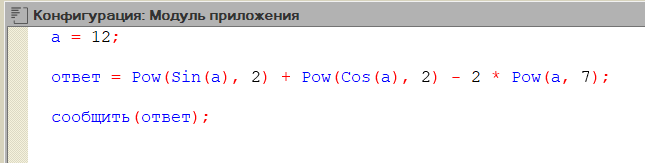 Конфигурация: Модуль приложения
а = 12;
ответ = Pow(Sin(а), 2) + Pow(Cos(а), 2) - 2 * Pow(а, 7);
сообщить(ответ);